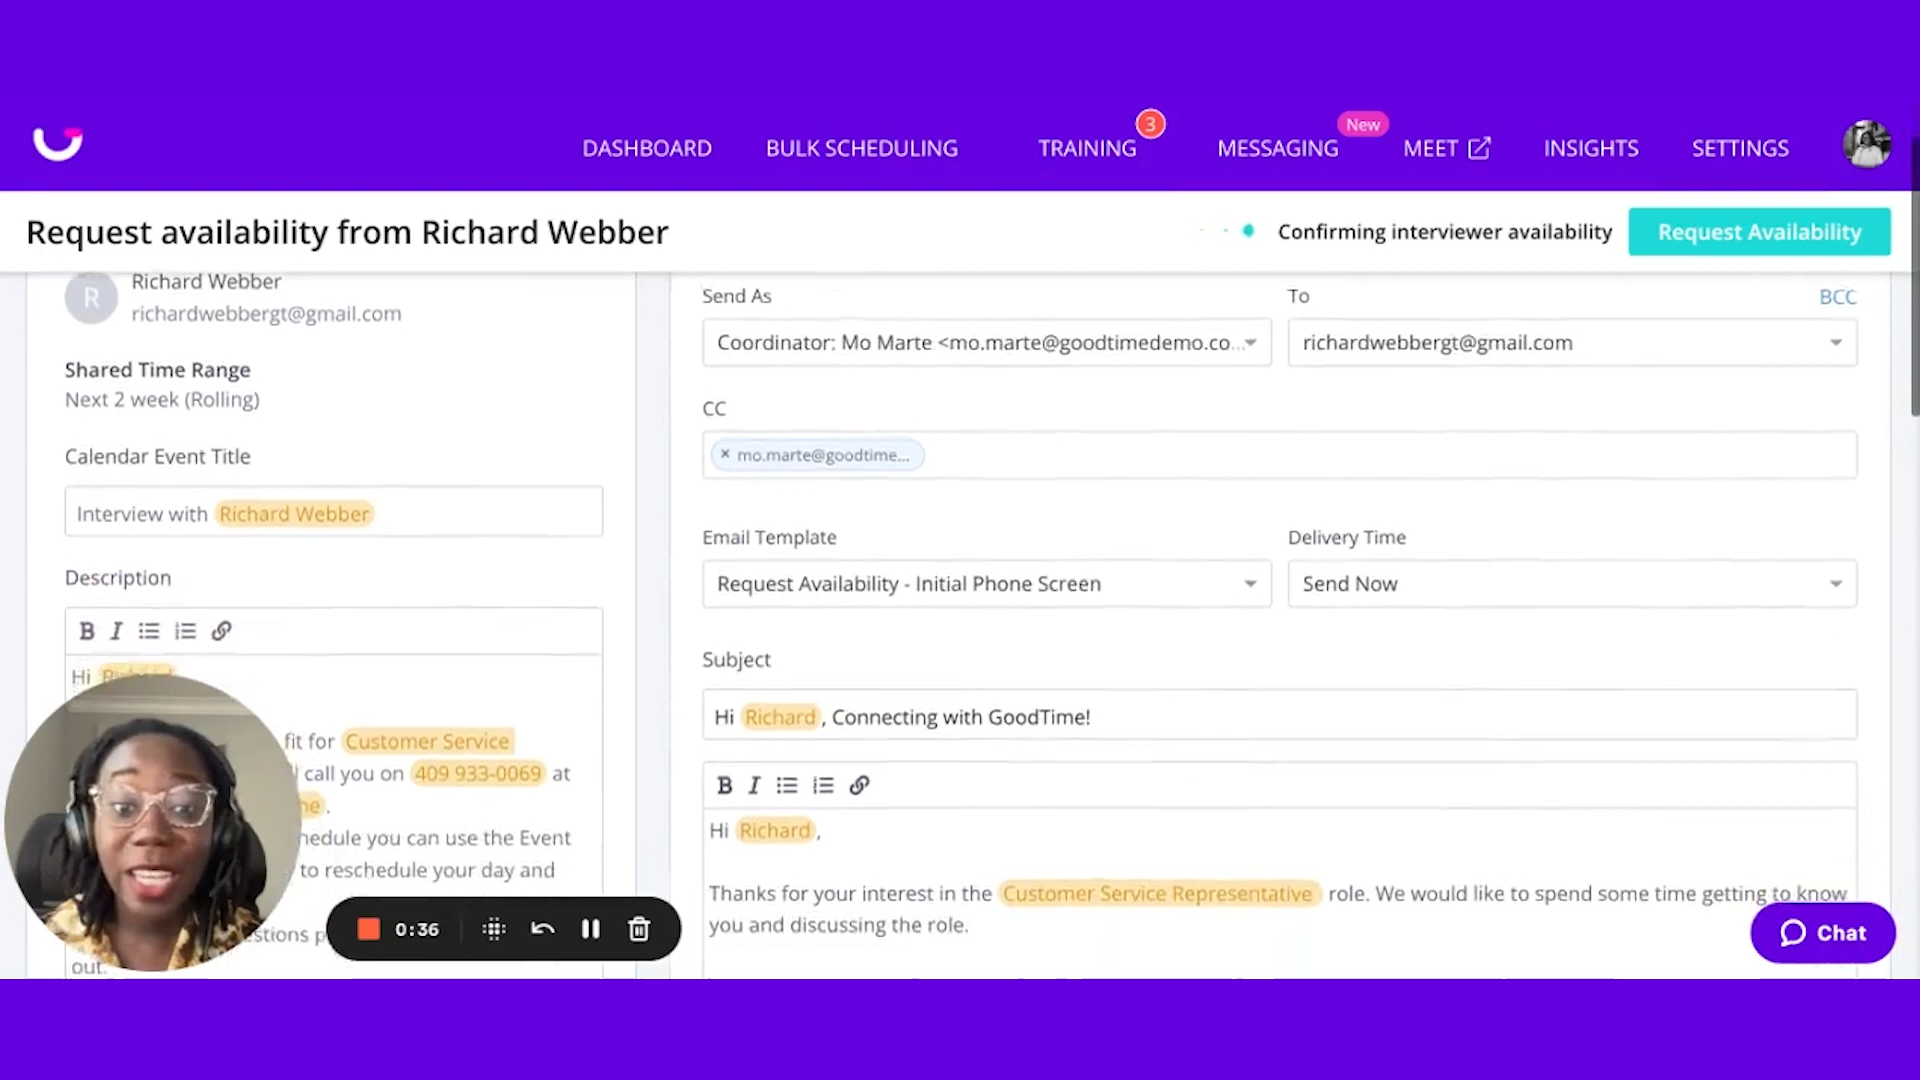 DASHBOARD BULK SCHEDULING TRAINING 3 MESSAGING New MEET INSIGHTS SETTINGS
Request availability from Richard Webber
Confirming interviewer availability
Request Availability
R
Richard Webber
richardwebbergt@gmail.com
Shared Time Range
Next 2 week (Rolling)
Calendar Event Title
Interview with Richard Webber
Description
B I
Hi
fit for Customer Service
call you on 409 933-0069 at
schedule you can use the Event
to reschedule your day and
out.
0:36
Send As
Coordinator: Mo Marte <mo.marte@goodtimedemo.co...
To
BCC
richardwebbergt@gmail.com
CC
× mo.marte@goodtime...
Email Template
Request Availability - Initial Phone Screen
Delivery Time
Send Now
Subject
Hi Richard, Connecting with GoodTime!
B I
Hi Richard,
Thanks for your interest in the Customer Service Representative role. We would like to spend some time getting to know
you and discussing the role.
Chat